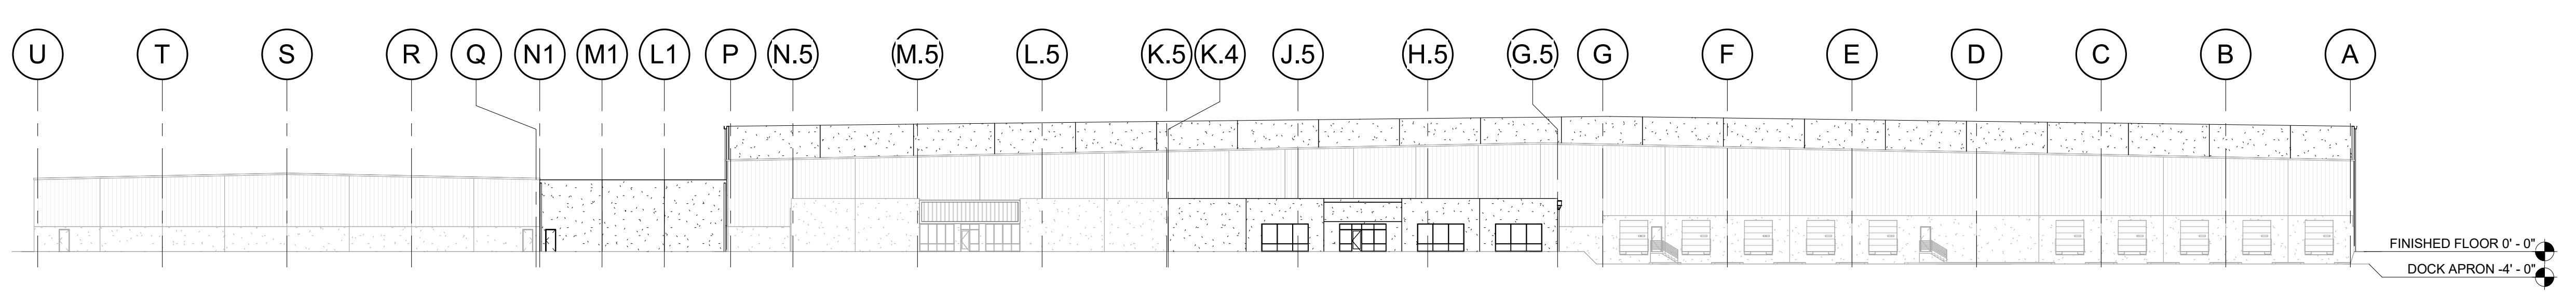 U T S R Q N1 M1 L1 P N.5 M.5 L.5 K.5 K.4 J.5 H.5 G.5 G F E D C B A
FINISHED FLOOR 0' - 0"
DOCK APRON -4' - 0"